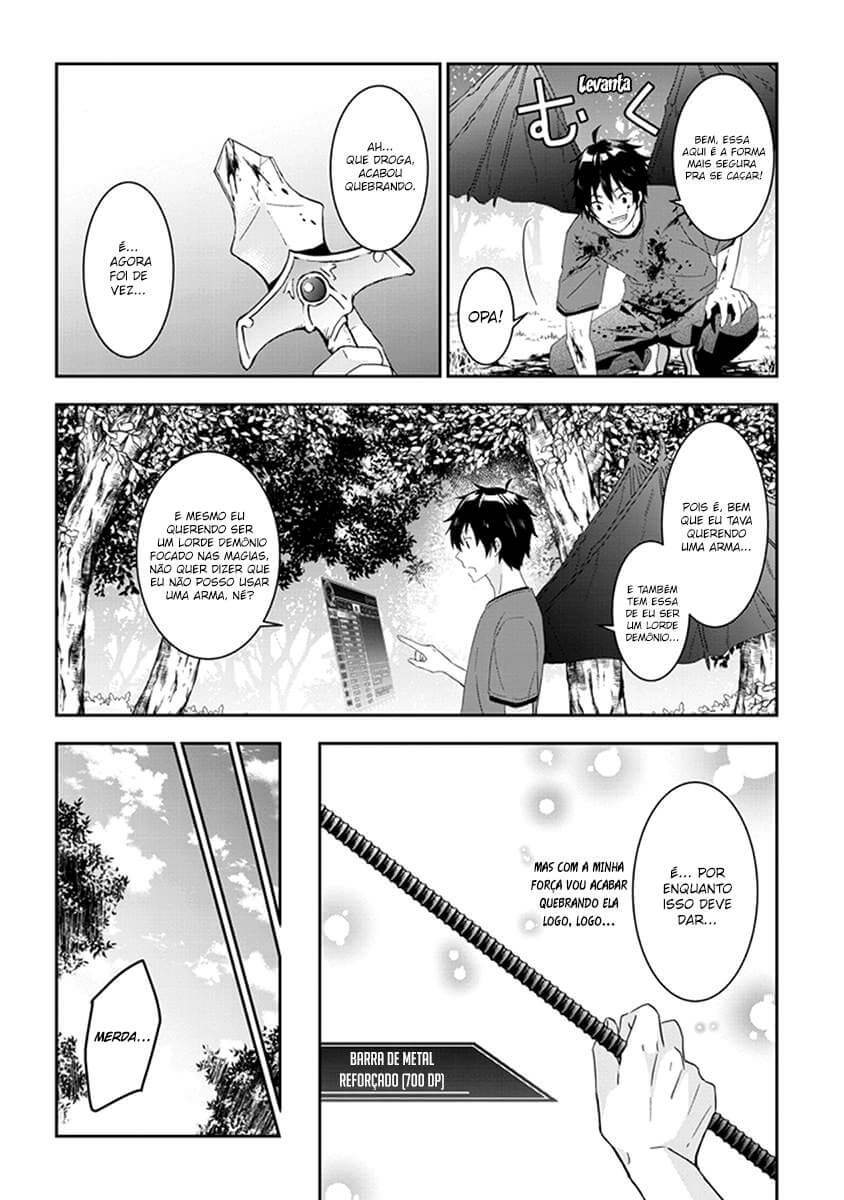 Levanta
むく
BEM, ESSA
AQUI É A FORMA
MAIS SEGURA
PRA SE CAÇAR!
OPA!
AH...
QUE DROGA,
ACABOU
QUEBRANDO.
É...
AGORA
FOI DE
VEZ...
POIS É, BEM
QUE EU TAVA
QUERENDO
UMA ARMA...
E TAMBÉM
TEM ESSA
DE EU SER
UM LORDE
DEMÔNIO...
E MESMO EU
QUERENDO SER
UM LORDE DEMÔNIO
FOCADO NAS MAGIAS,
NÃO QUER DIZER QUE
EU NÃO POSSO USAR
UMA ARMA, NÉ?
É... POR
ENQUANTO
ISSO DEVE
DAR...
MAS COM A MINHA
FORÇA VOU ACABAR
QUEBRANDO ELA
LOGO, LOGO...
BARRA DE METAL
REFORÇADO (700 DP)
MERDA...